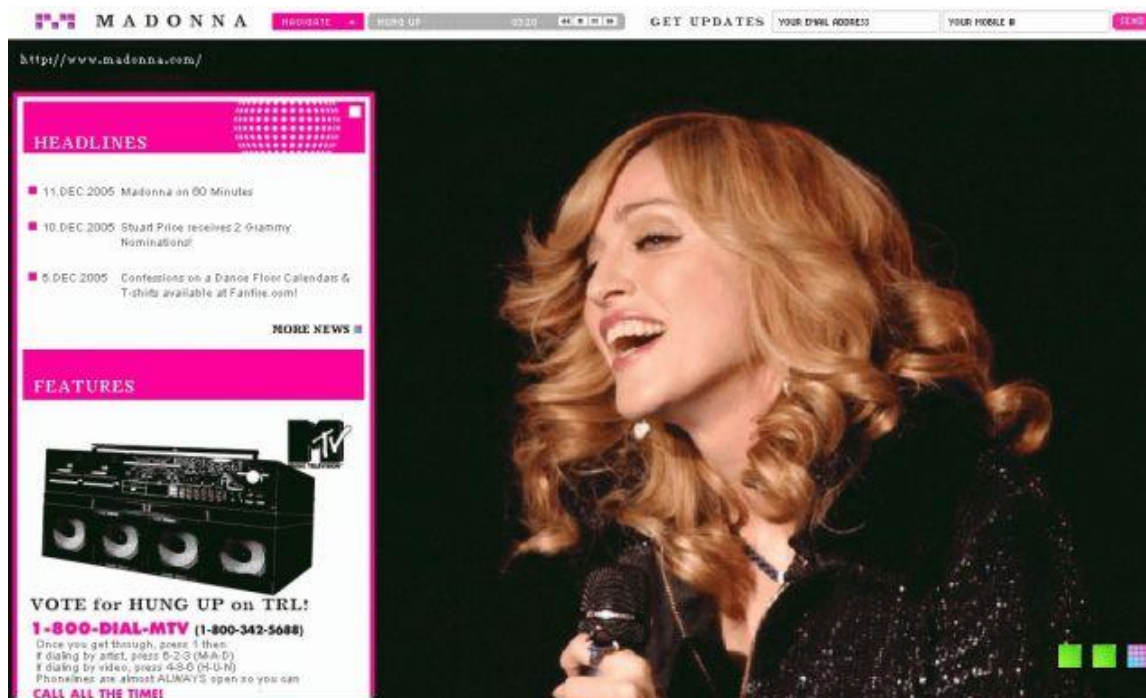 MADONNA
NAVIGATE
HUNG UP 03:20
GET UPDATES
YOUR EMAIL ADDRESS
YOUR MOBILE #
SEND
http://www.madonna.com/
HEADLINES
11.DEC.2005 Madonna on 60 Minutes
10.DEC.2005 Stuart Price receives 2 Grammy
Nominations!
5.DEC.2005 Confessions on a Dance Floor Calendars &
T-shirts available at Fanfire.com!
MORE NEWS
FEATURES
MTV
MUSIC TELEVISION
VOTE for HUNG UP on TRL!
1-800-DIAL-MTV (1-800-342-5688)
Once you get through, press 1 then
if dialing by artist, press 6-2-3 (M-A-D)
if dialing by video, press 4-8-6 (H-U-N)
Phonelines are almost ALWAYS open so you can
CALL ALL THE TIME!